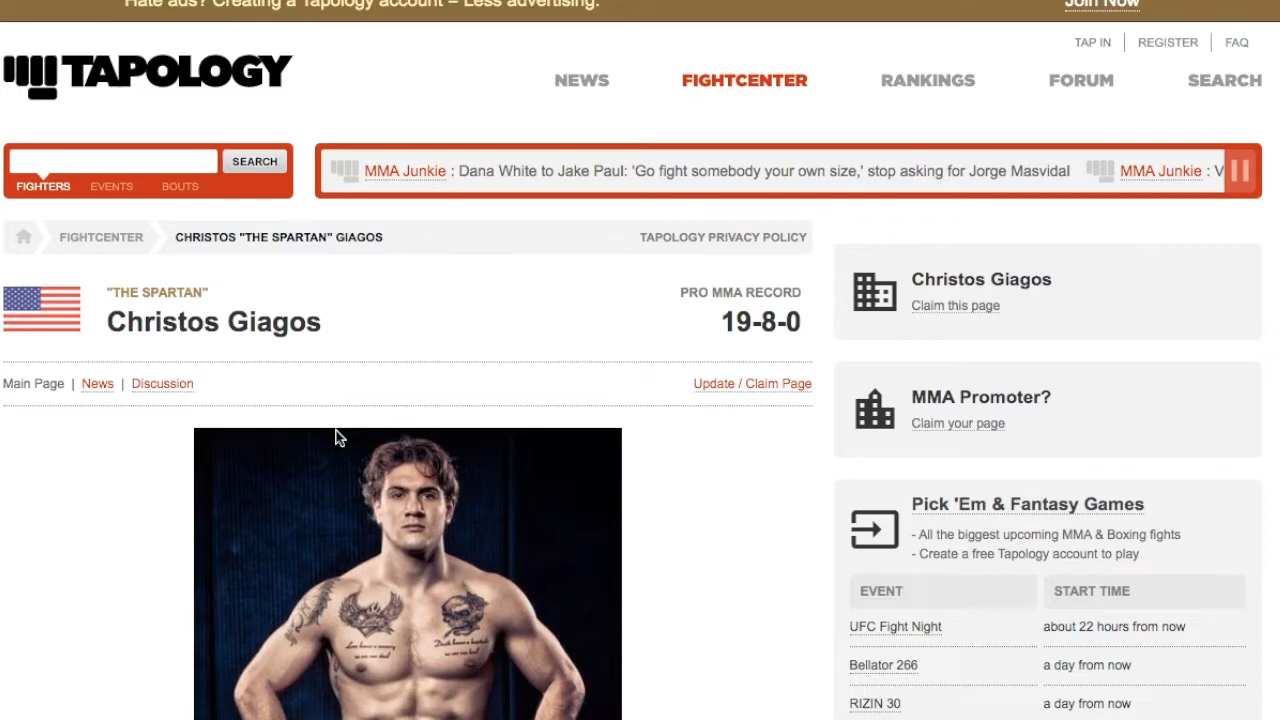 Hate ads? Creating a Tapology account = Less advertising.
Join Now
TAP IN
REGISTER
FAQ
TAPOLOGY
NEWS
FIGHTCENTER
RANKINGS
FORUM
SEARCH
SEARCH
FIGHTERS
EVENTS
BOUTS
MMA Junkie : Dana White to Jake Paul: 'Go fight somebody your own size,' stop asking for Jorge Masvidal
MMA Junkie : V
FIGHTCENTER
CHRISTOS "THE SPARTAN" GIAGOS
TAPOLOGY PRIVACY POLICY
"THE SPARTAN"
Christos Giagos
PRO MMA RECORD
19-8-0
Main Page | News | Discussion
Update / Claim Page
Christos Giagos
Claim this page
MMA Promoter?
Claim your page
Pick 'Em & Fantasy Games
- All the biggest upcoming MMA & Boxing fights
- Create a free Tapology account to play
EVENT
START TIME
UFC Fight Night
about 22 hours from now
Bellator 266
a day from now
RIZIN 30
a day from now